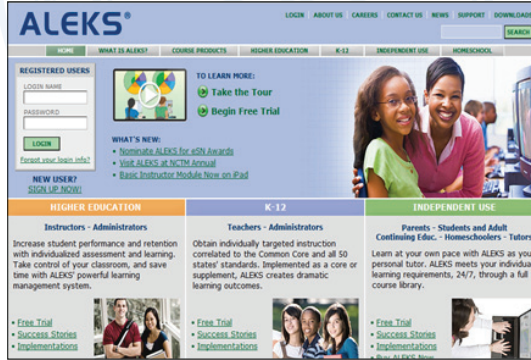 ALEKS®
LOGIN ABOUT US CAREERS CONTACT US NEWS SUPPORT DOWNLOADS
SEARCH
HOME WHAT IS ALEKS? COURSE PRODUCTS HIGHER EDUCATION K-12 INDEPENDENT USE HOMESCHOOL
REGISTERED USERS
LOGIN NAME
PASSWORD
LOGIN
Forgot your login info?
NEW USER?
SIGN UP NOW!
TO LEARN MORE:
Take the Tour
Begin Free Trial
WHAT'S NEW:
• Nominate ALEKS for eSN Awards
• Visit ALEKS at NCTM Annual
• Basic Instructor Module Now on iPad
HIGHER EDUCATION
Instructors - Administrators
Increase student performance and retention
with individualized assessment and learning.
Take control of your classroom, and save
time with ALEKS' powerful learning
management system.
• Free Trial
• Success Stories
• Implementations
K-12
Teachers - Administrators
Obtain individually targeted instruction
correlated to the Common Core and all 50
states' standards. Implemented as a core or
supplement, ALEKS creates dramatic
learning outcomes.
• Free Trial
• Success Stories
• Implementations
INDEPENDENT USE
Parents - Students and Adult
Continuing Educ. - Homeschoolers - Tutors
Learn at your own pace with ALEKS as you
personal tutor. ALEKS meets your individua
learning requirements, 24/7, through a full
course library.
• Free Trial
• Success Stories
• Implementations
• Buy ALEKS Now